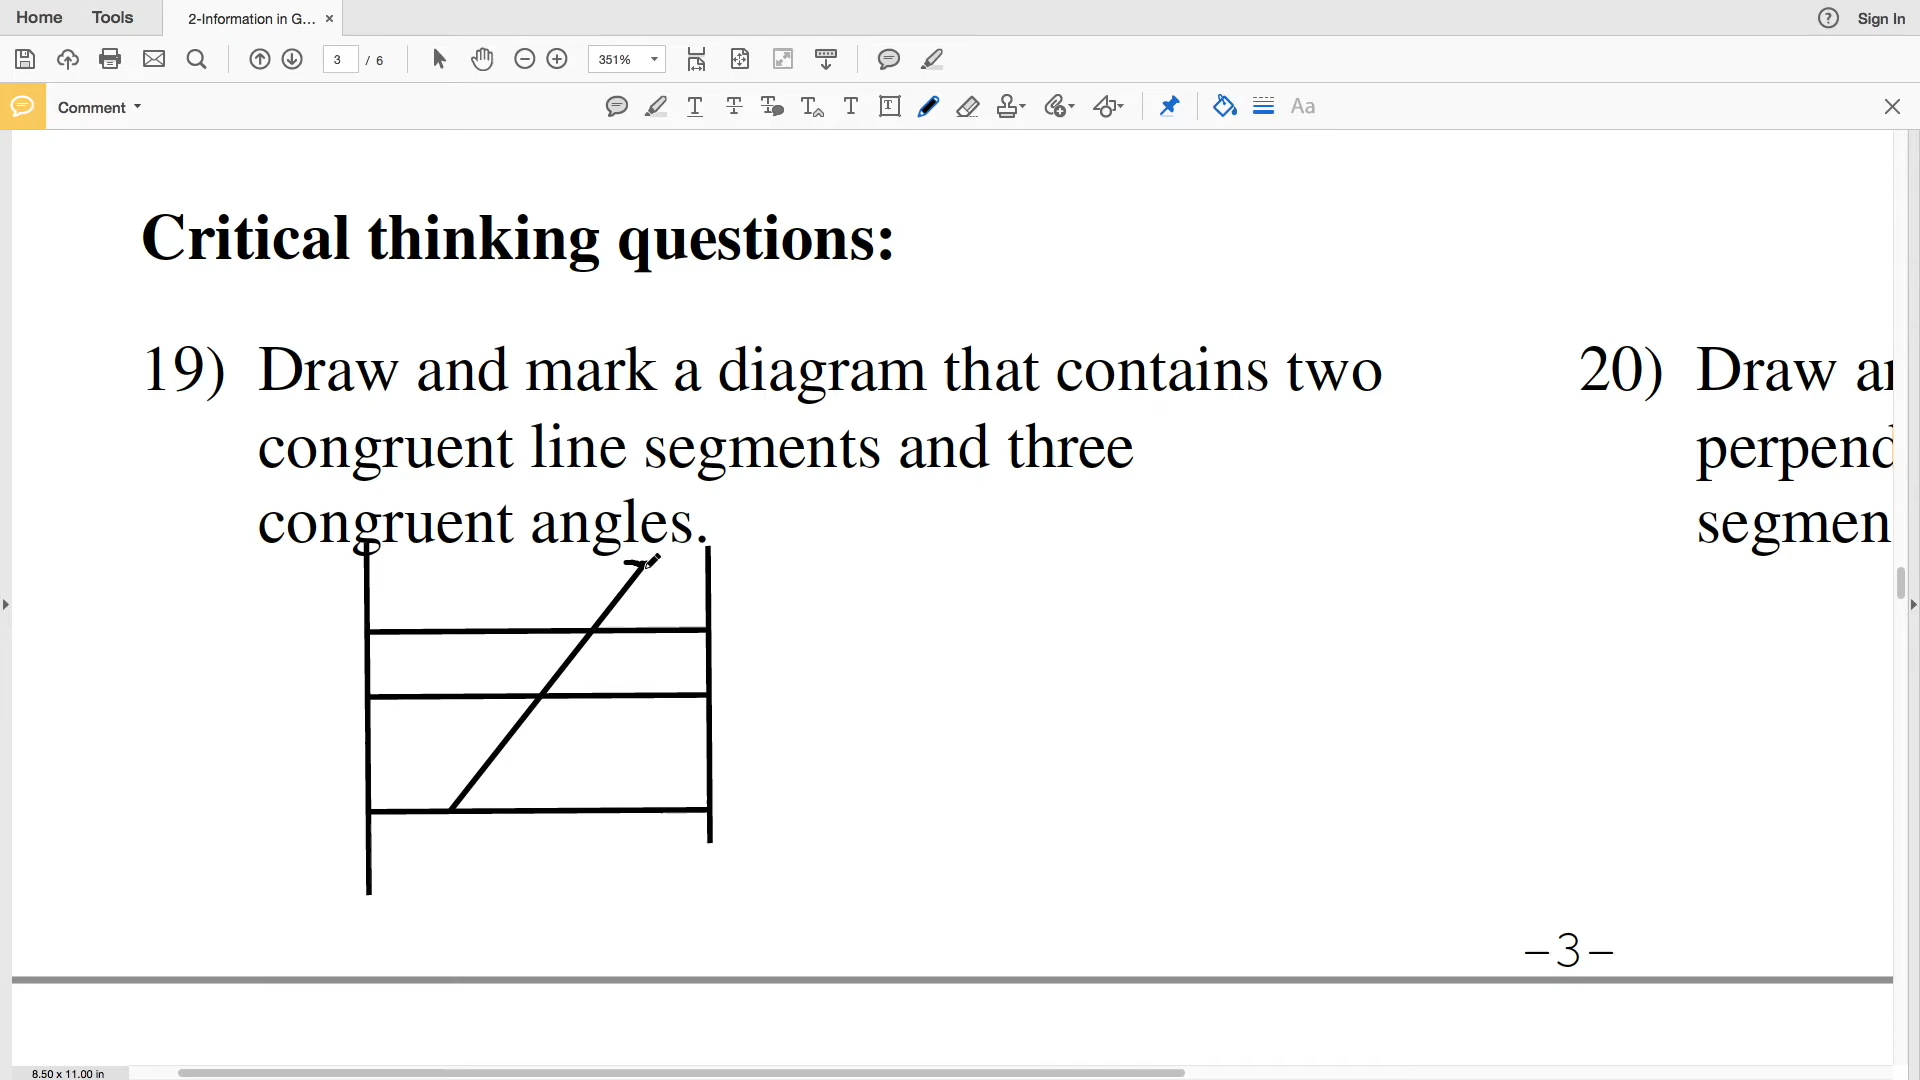 Home Tools 2-Information in G... × Sign In
3 / 6 351%
Comment Aa
Critical thinking questions:
19) Draw and mark a diagram that contains two
congruent line segments and three
congruent angles.
20) Draw a
perpend
segmen
-3-
8.50 x 11.00 in